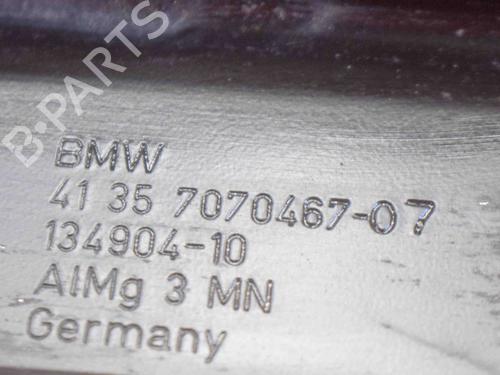 B-PARTS
BMW
41 35 7070467-07
134904-10
AlMg 3 MN
Germany